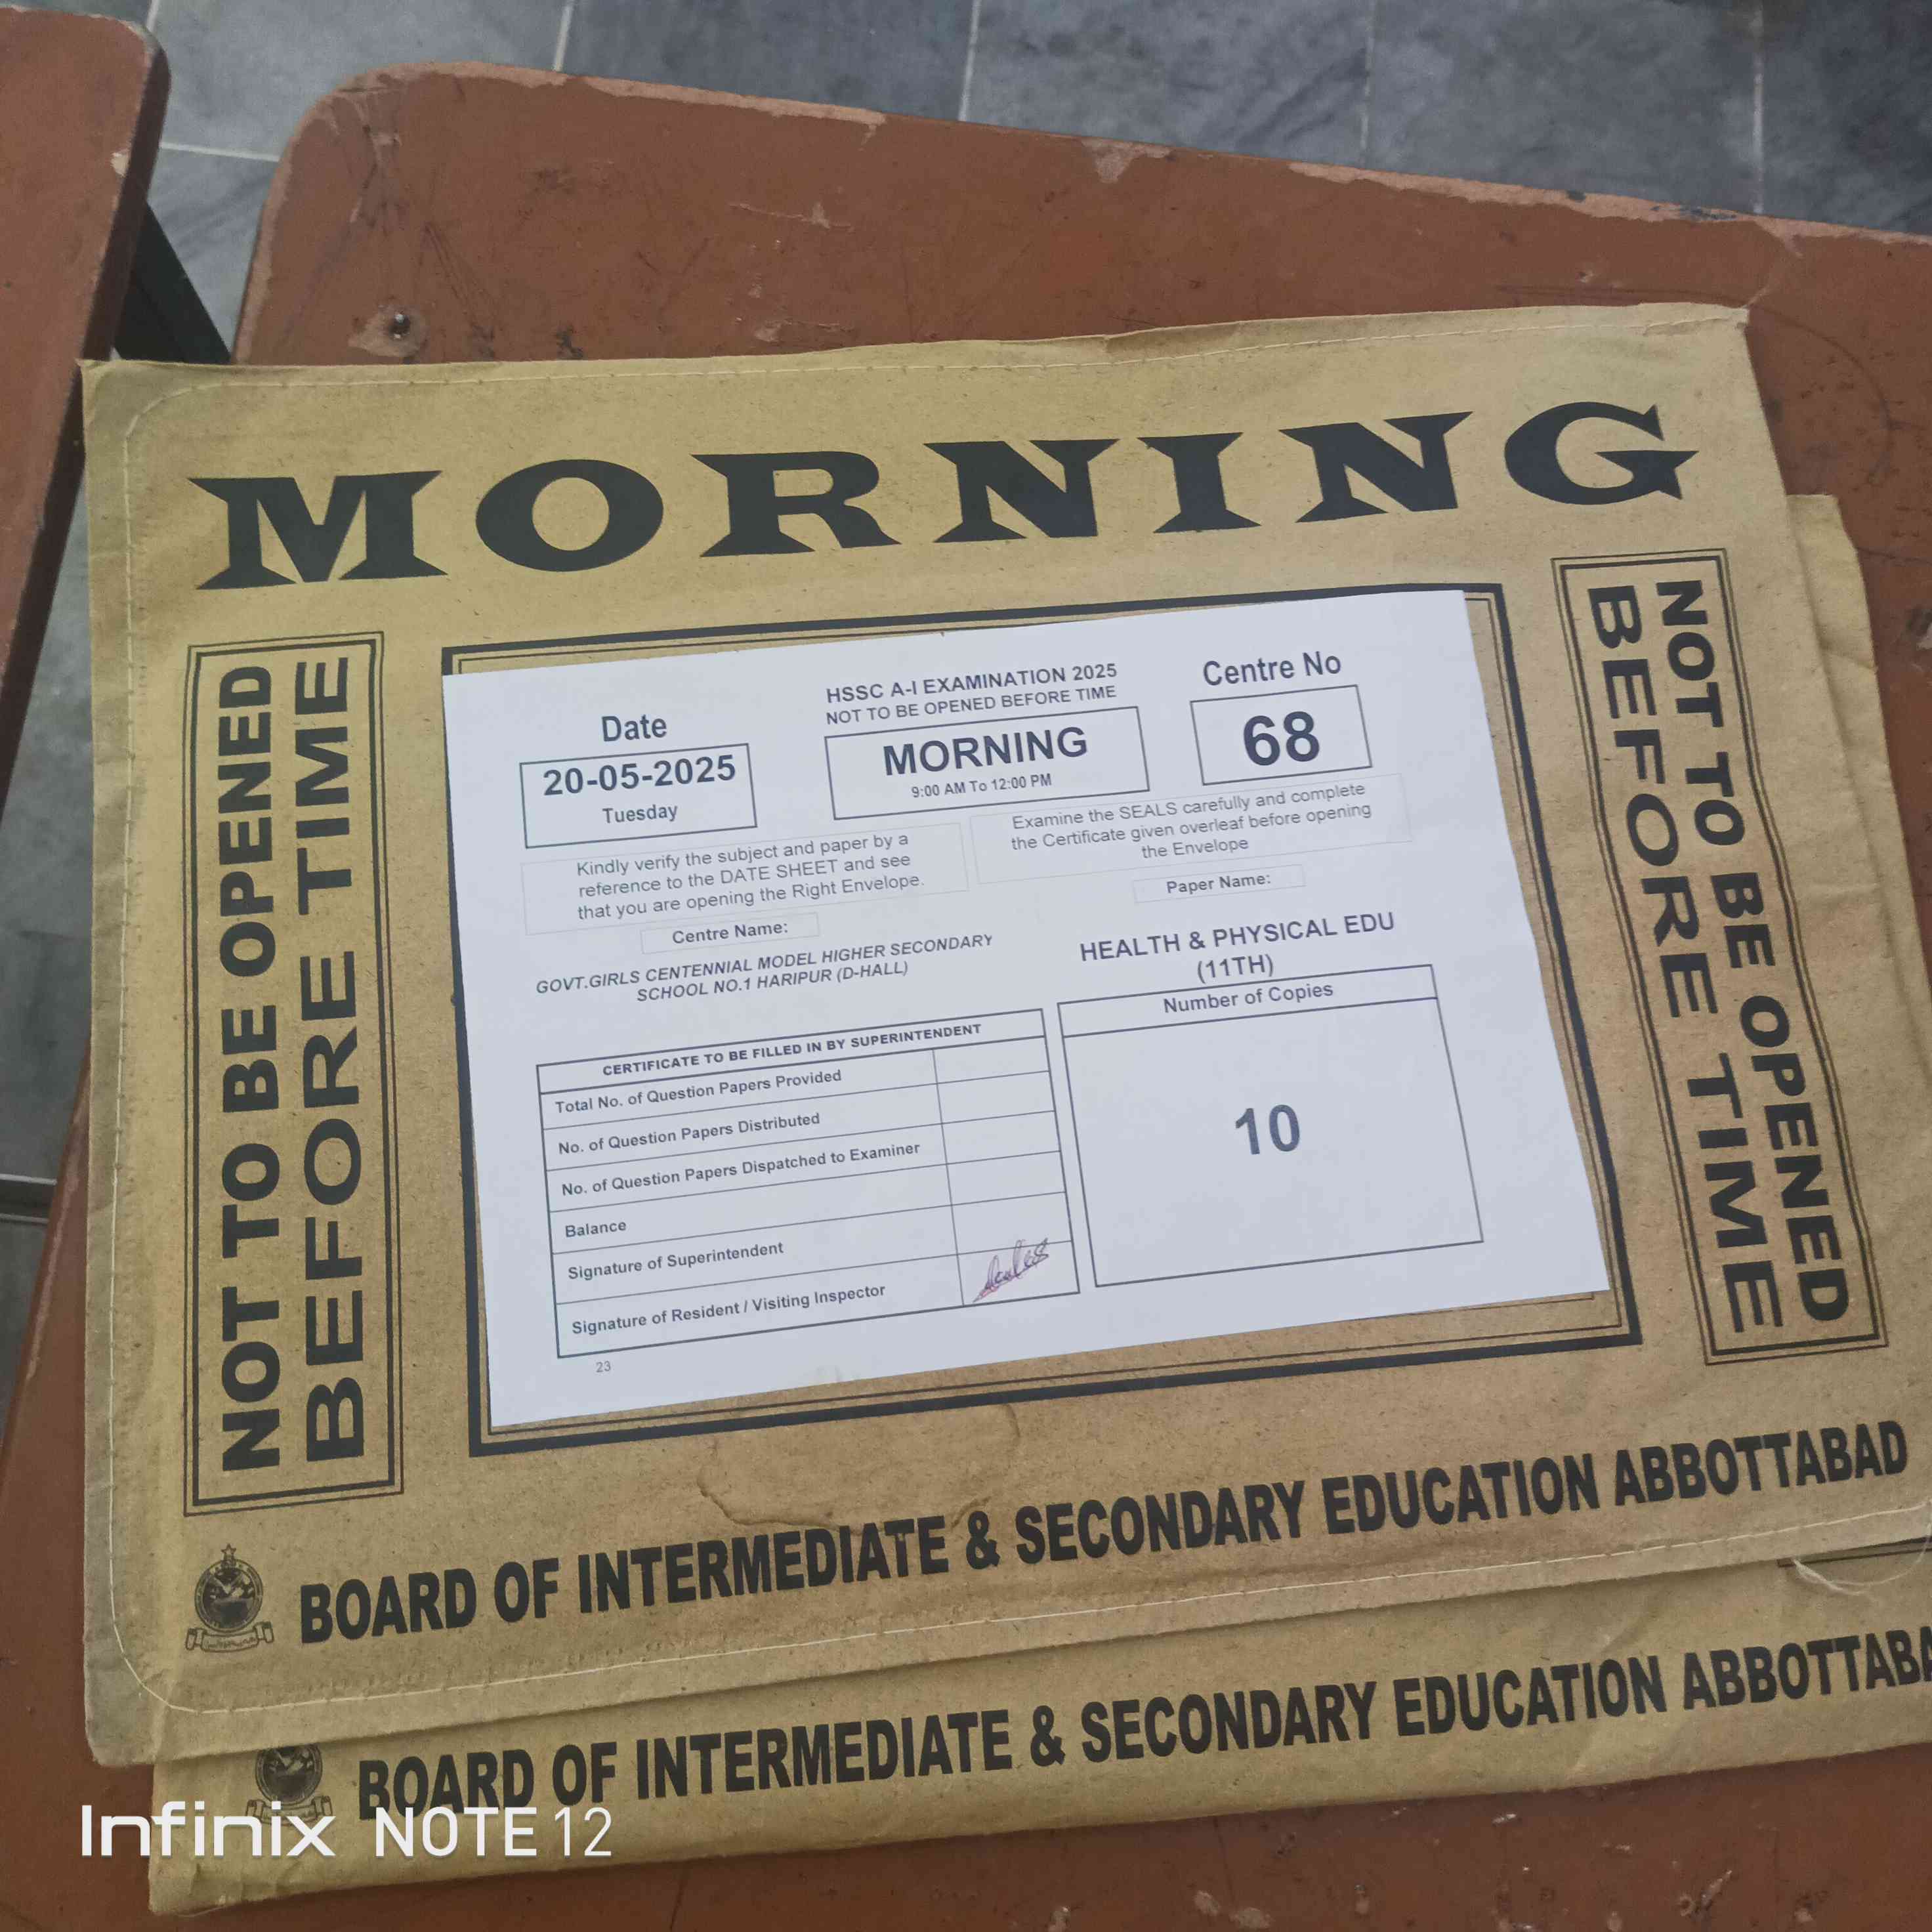 MORNING
NOT TO BE OPENED
BEFORE TIME
Date
20-05-2025
Tuesday
HSSC A-I EXAMINATION 2025
NOT TO BE OPENED BEFORE TIME
MORNING
9:00 AM To 12:00 PM
Centre No
68
Kindly verify the subject and paper by a
reference to the DATE SHEET and see
that you are opening the Right Envelope.
Examine the SEALS carefully and complete
the Certificate given overleaf before opening
the Envelope
Centre Name:
GOVT.GIRLS CENTENNIAL MODEL HIGHER SECONDARY
SCHOOL NO.1 HARIPUR (D-HALL)
Paper Name:
HEALTH & PHYSICAL EDU
(11TH)
CERTIFICATE TO BE FILLED IN BY SUPERINTENDENT
Total No. of Question Papers Provided
No. of Question Papers Distributed
No. of Question Papers Dispatched to Examiner
Balance
Signature of Superintendent
Signature of Resident / Visiting Inspector
Number of Copies
10
23
NOT TO BE OPENED
BEFORE TIME
BOARD OF INTERMEDIATE & SECONDARY EDUCATION ABBOTTABAD
BOARD OF INTERMEDIATE & SECONDARY EDUCATION ABBOTTABA
Infinix NOTE 12